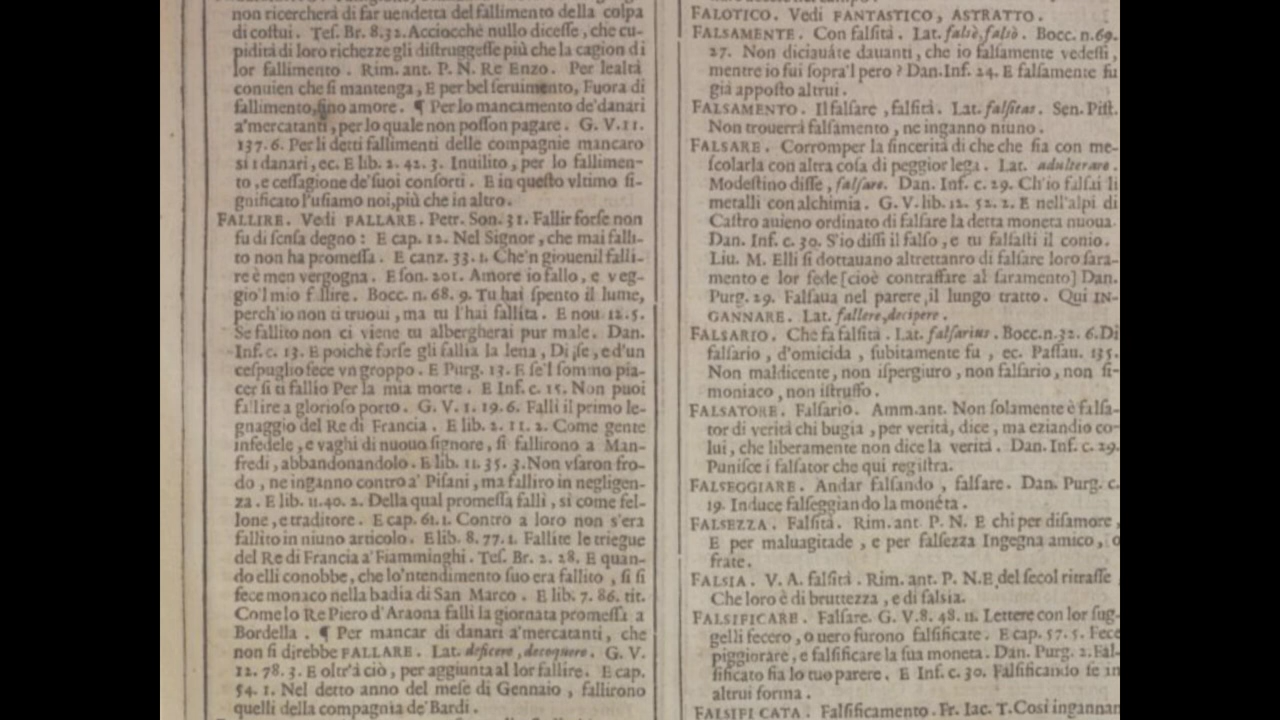 non ricercherà di far uendetta del fallimento della colpa
di costui. Tes. Br. 8.32. Acciocchè nullo dicesse, che cu-
pidità di loro richezze gli distruggesse più che la cagion di
lor fallimento. Rim. ant. P. N. Re Enzo. Per lealtà
conuien che si mantenga, E per bel seruimento, Fuora di
fallimento, fino amore. ¶ Per lo mancamento de'danari
a'mercatanti, per lo quale non posson pagare. G. V. 11.
137. 6. Per li detti fallimenti delle compagnie mancaro
si i danari, ec. E lib. 2. 42. 3. Inuilito, per lo fallimen-
to, e cessagione de'suoi consorti. E in questo vltimo si-
gnificato l'usiamo noi, più che in altro.
FALLIRE. Vedi FALLARE. Petr. Son. 31. Fallir forse non
fu di scusa degno: E cap. 12. Nel Signor, che mai falli-
to non ha promessa. E canz. 33. 1. Che'n giouenil falli-
re è men vergogna. E son. 201. Amore io fallo, e veg-
gio'l mio f llire. Bocc. n. 68. 9. Tu hai spento il lume,
perch'io non ti truoui, ma tu l'hai fallita. E nou. 12. 5.
Se fallito non ci viene tu albergherai pur male. Dan.
Inf. c. 13. E poichè forse gli fallia la lena, Di se, e d'un
cespuglio fece vn groppo. E Purg. 13. E se'l sommo pia-
cer si ti fallio Per la mia morte. E Inf. c. 15. Non puoi
fallire a glorioso porto. G. V. 1. 19. 6. Falli il primo le-
gnaggio del Re di Francia. E lib. 2. 11. 2. Come gente
infedele, e vaghi di nuouo signore, si fallirono a Man-
fredi, abbandonandolo. E lib. 11. 35. 3. Non vsaron fro-
do, ne inganno contro a' Pisani, ma falliro in negligen-
za. E lib. 11. 40. 2. Della qual promessa falli, si come fel-
lone, e traditore. E cap. 61. 1. Contro a loro non s'era
fallito in niuno articolo. E lib. 8. 77. 1. Fallite le triegue
del Re di Francia a' Fiamminghi. Tes. Br. 2. 28. E quan-
do elli conobbe, che lo'ntendimento suo era fallito, si si
fece monaco nella badia di San Marco. E lib. 7. 86. tit.
Come lo Re Piero d'Araona falli la giornata promessa a
Bordella. ¶ Per mancar di danari a'mercatanti, che
non si direbbe FALLARE. Lat. deficere, decoquere. G. V.
12. 78. 3. E oltr'a ciò, per aggiunta al lor fallire. E cap.
54. 1. Nel detto anno del mese di Gennaio, fallirono
quelli della compagnia de' Bardi.
FALOTICO. Vedi FANTASTICO, ASTRATTO.
FALSAMENTE. Con falsità. Lat. falsè, falsò. Bocc. n. 69.
27. Non diciauate dauanti, che io falsamente vedessi,
mentre io fui sopra'l pero? Dan. Inf. 24. E falsamente fu
già apposto altrui.
FALSAMENTO. Il falsare, falsità. Lat. falsitas. Sen. Pist.
Non trouerrà falsamento, ne inganno niuno.
FALSARE. Corromper la sincerità di che che sia con me-
scolarla con altra cosa di peggior lega. Lat. adulterare.
Modestino disse, falsare. Dan. Inf. c. 29. Ch'io falsai li
metalli con alchimia. G. V. lib. 12. 52. 2. E nell'alpi di
Castro auieno ordinato di falsare la detta moneta nuoua.
Dan. Inf. c. 30. S'io dissi il falso, e tu falsasti il conio.
Liu. M. Elli si dottauano altrettanto di falsare loro sara-
mento e lor fede [cioè contraffare al saramento] Dan.
Purg. 29. Falsaua nel parere, il lungo tratto. Qui IN-
GANNARE. Lat. fallere, decipere.
FALSARIO. Che fa falsità. Lat. falsarius. Bocc. n. 32. 6. Di
falsario, d'omicida, subitamente fu, ec. Passau. 135.
Non maldicente, non ispergiuro, non falsario, non si-
moniaco, non istruffo.
FALSATORE. Falsario. Amm. ant. Non solamente è falsa-
tor di verità chi bugia, per verità, dice, ma eziandio co-
lui, che liberamente non dice la verità. Dan. Inf. c. 29.
Punisce i falsator che qui registra.
FALSEGGIARE. Andar falsando, falsare. Dan. Purg. c.
19. Induce falseggiando la moneta.
FALSEZZA. Falsità. Rim. ant. P. N. E chi per disamore,
E per maluagitade, e per falsezza Ingegna amico, o
frate.
FALSIA. V. A. falsità. Rim. ant. P. N. E del secol ritrasse
Che loro è di bruttezza, e di falsia.
FALSIFICARE. Falsare. G. V. 8. 48. 11. Lettere con lor sug-
gelli fecero, o uero furono falsificate. E cap. 57. 5. Fece
piggiorare, e falsificare la sua moneta. Dan. Purg. 2. Fal-
sificato fia lo tuo parere. E Inf. c. 30. Falsificando se in
altrui forma.
FALSIFICATA. Falsificamento. Fr. Iac. T. Cosi ingannar